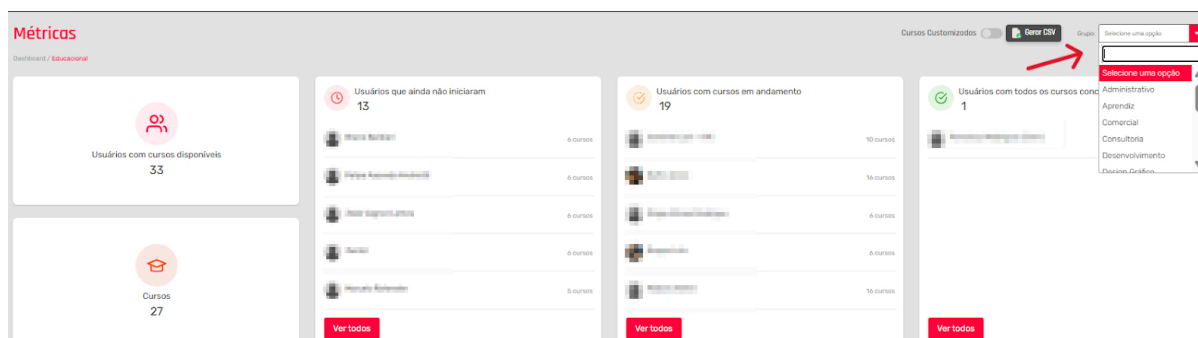 Métricas
Cursos Customizados
Gerar CSV
Grupo:
Selecione uma opção
Dashboard / Educacional
Selecione uma opção
Administrativo
Aprendiz
Comercial
Consultoria
Desenvolvimento
Design Gráfico
Usuários com cursos disponíveis
33
Cursos
27
Usuários que ainda não iniciaram
13
6 cursos
6 cursos
6 cursos
6 cursos
5 cursos
Ver todos
Usuários com cursos em andamento
19
10 cursos
16 cursos
6 cursos
6 cursos
16 cursos
Ver todos
Usuários com todos os cursos conc
1
Ver todos